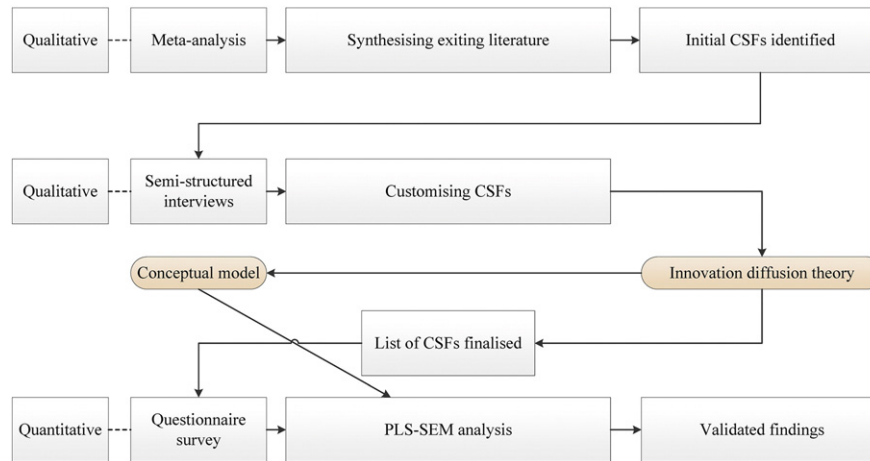 Qualitative
Meta-analysis
Synthesising exiting literature
Initial CSFs identified
Qualitative
Semi-structured
interviews
Customising CSFs
Conceptual model
Innovation diffusion theory
List of CSFs finalised
Quantitative
Questionnaire
survey
PLS-SEM analysis
Validated findings